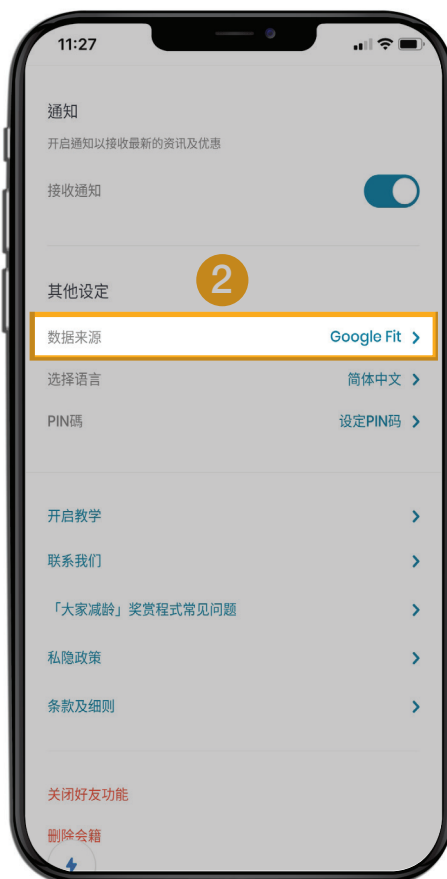 11:27
通知
开启通知以接收最新的资讯及优惠
接收通知
其他设定
2
数据来源 Google Fit
选择语言 简体中文
PIN碼 设定PIN码
开启教学
联系我们
「大家减龄」奖赏程式常见问题
私隐政策
条款及细则
关闭好友功能
删除会籍